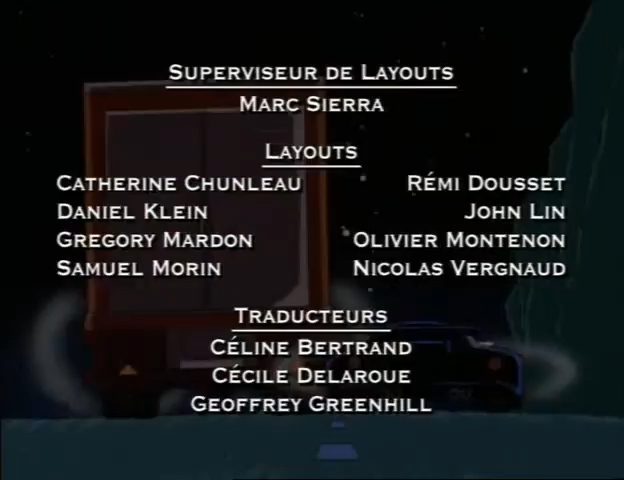 SUPERVISEUR DE LAYOUTS
MARC SIERRA
LAYOUTS
CATHERINE CHUNLEAU RÉMI DOUSSET
DANIEL KLEIN JOHN LIN
GREGORY MARDON OLIVIER MONTENON
SAMUEL MORIN NICOLAS VERGNAUD
TRADUCTEURS
CÉLINE BERTRAND
CÉCILE DELAROUE
GEOFFREY GREENHILL